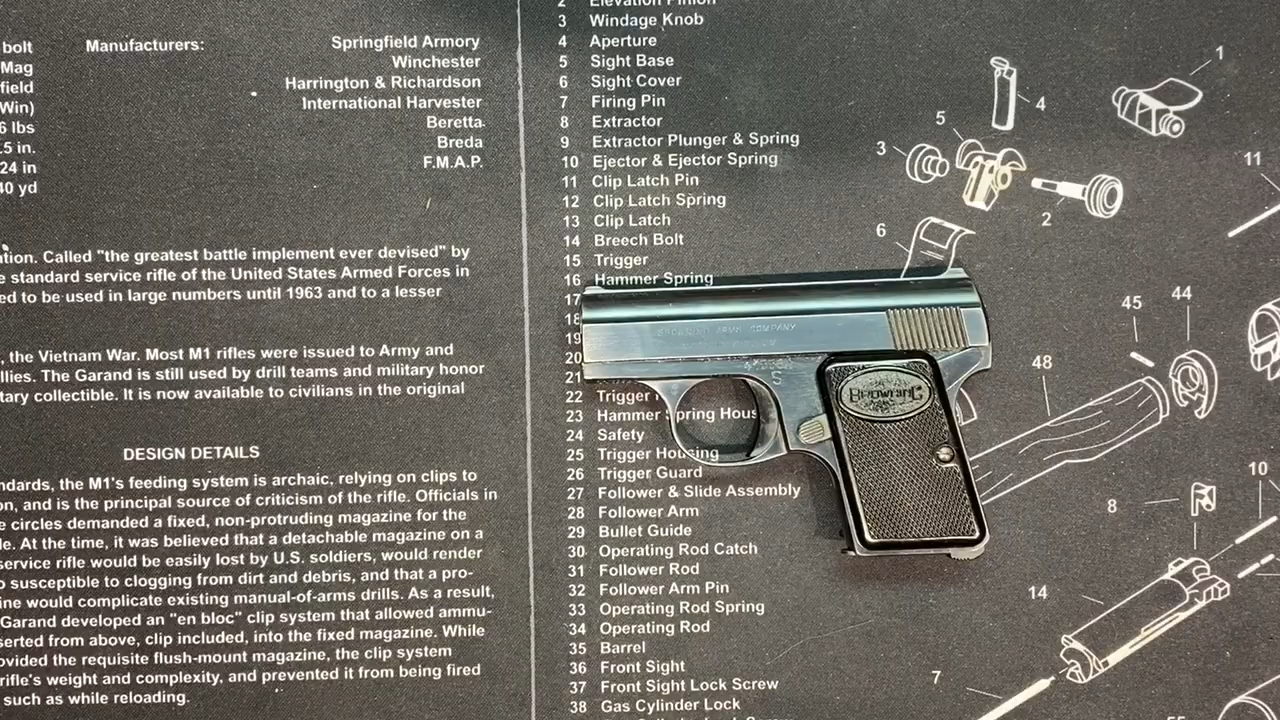 bolt
Mag
field
Win)
6 lbs
.5 in.
24 in
40 yd
Manufacturers:
Springfield Armory
Winchester
Harrington & Richardson
International Harvester
Beretta
Breda
F.M.A.P.
ation. Called "the greatest battle implement ever devised" by
e standard service rifle of the United States Armed Forces in
ed to be used in large numbers until 1963 and to a lesser
, the Vietnam War. Most M1 rifles were issued to Army and
llies. The Garand is still used by drill teams and military honor
tary collectible. It is now available to civilians in the original
DESIGN DETAILS
ndards, the M1's feeding system is archaic, relying on clips to
on, and is the principal source of criticism of the rifle. Officials in
e circles demanded a fixed, non-protruding magazine for the
le. At the time, it was believed that a detachable magazine on a
service rifle would be easily lost by U.S. soldiers, would render
o susceptible to clogging from dirt and debris, and that a pro-
ine would complicate existing manual-of-arms drills. As a result,
Garand developed an "en bloc" clip system that allowed ammu-
serted from above, clip included, into the fixed magazine. While
ovided the requisite flush-mount magazine, the clip system
rifle's weight and complexity, and prevented it from being fired
such as while reloading.
2 Elevation Pinion
3 Windage Knob
4 Aperture
5 Sight Base
6 Sight Cover
7 Firing Pin
8 Extractor
9 Extractor Plunger & Spring
10 Ejector & Ejector Spring
11 Clip Latch Pin
12 Clip Latch Spring
13 Clip Latch
14 Breech Bolt
15 Trigger
16 Hammer Spring
17
18
19
20
21
22 Trigger
23 Hammer Spring Hous
24 Safety
25 Trigger Housing
26 Trigger Guard
27 Follower & Slide Assembly
28 Follower Arm
29 Bullet Guide
30 Operating Rod Catch
31 Follower Rod
32 Follower Arm Pin
33 Operating Rod Spring
34 Operating Rod
35 Barrel
36 Front Sight
37 Front Sight Lock Screw
38 Gas Cylinder Lock
BROWNING ARMS COMPANY
S
BROWNING
1
4
5
3
2
11
6
45
44
48
10
8
14
7
55